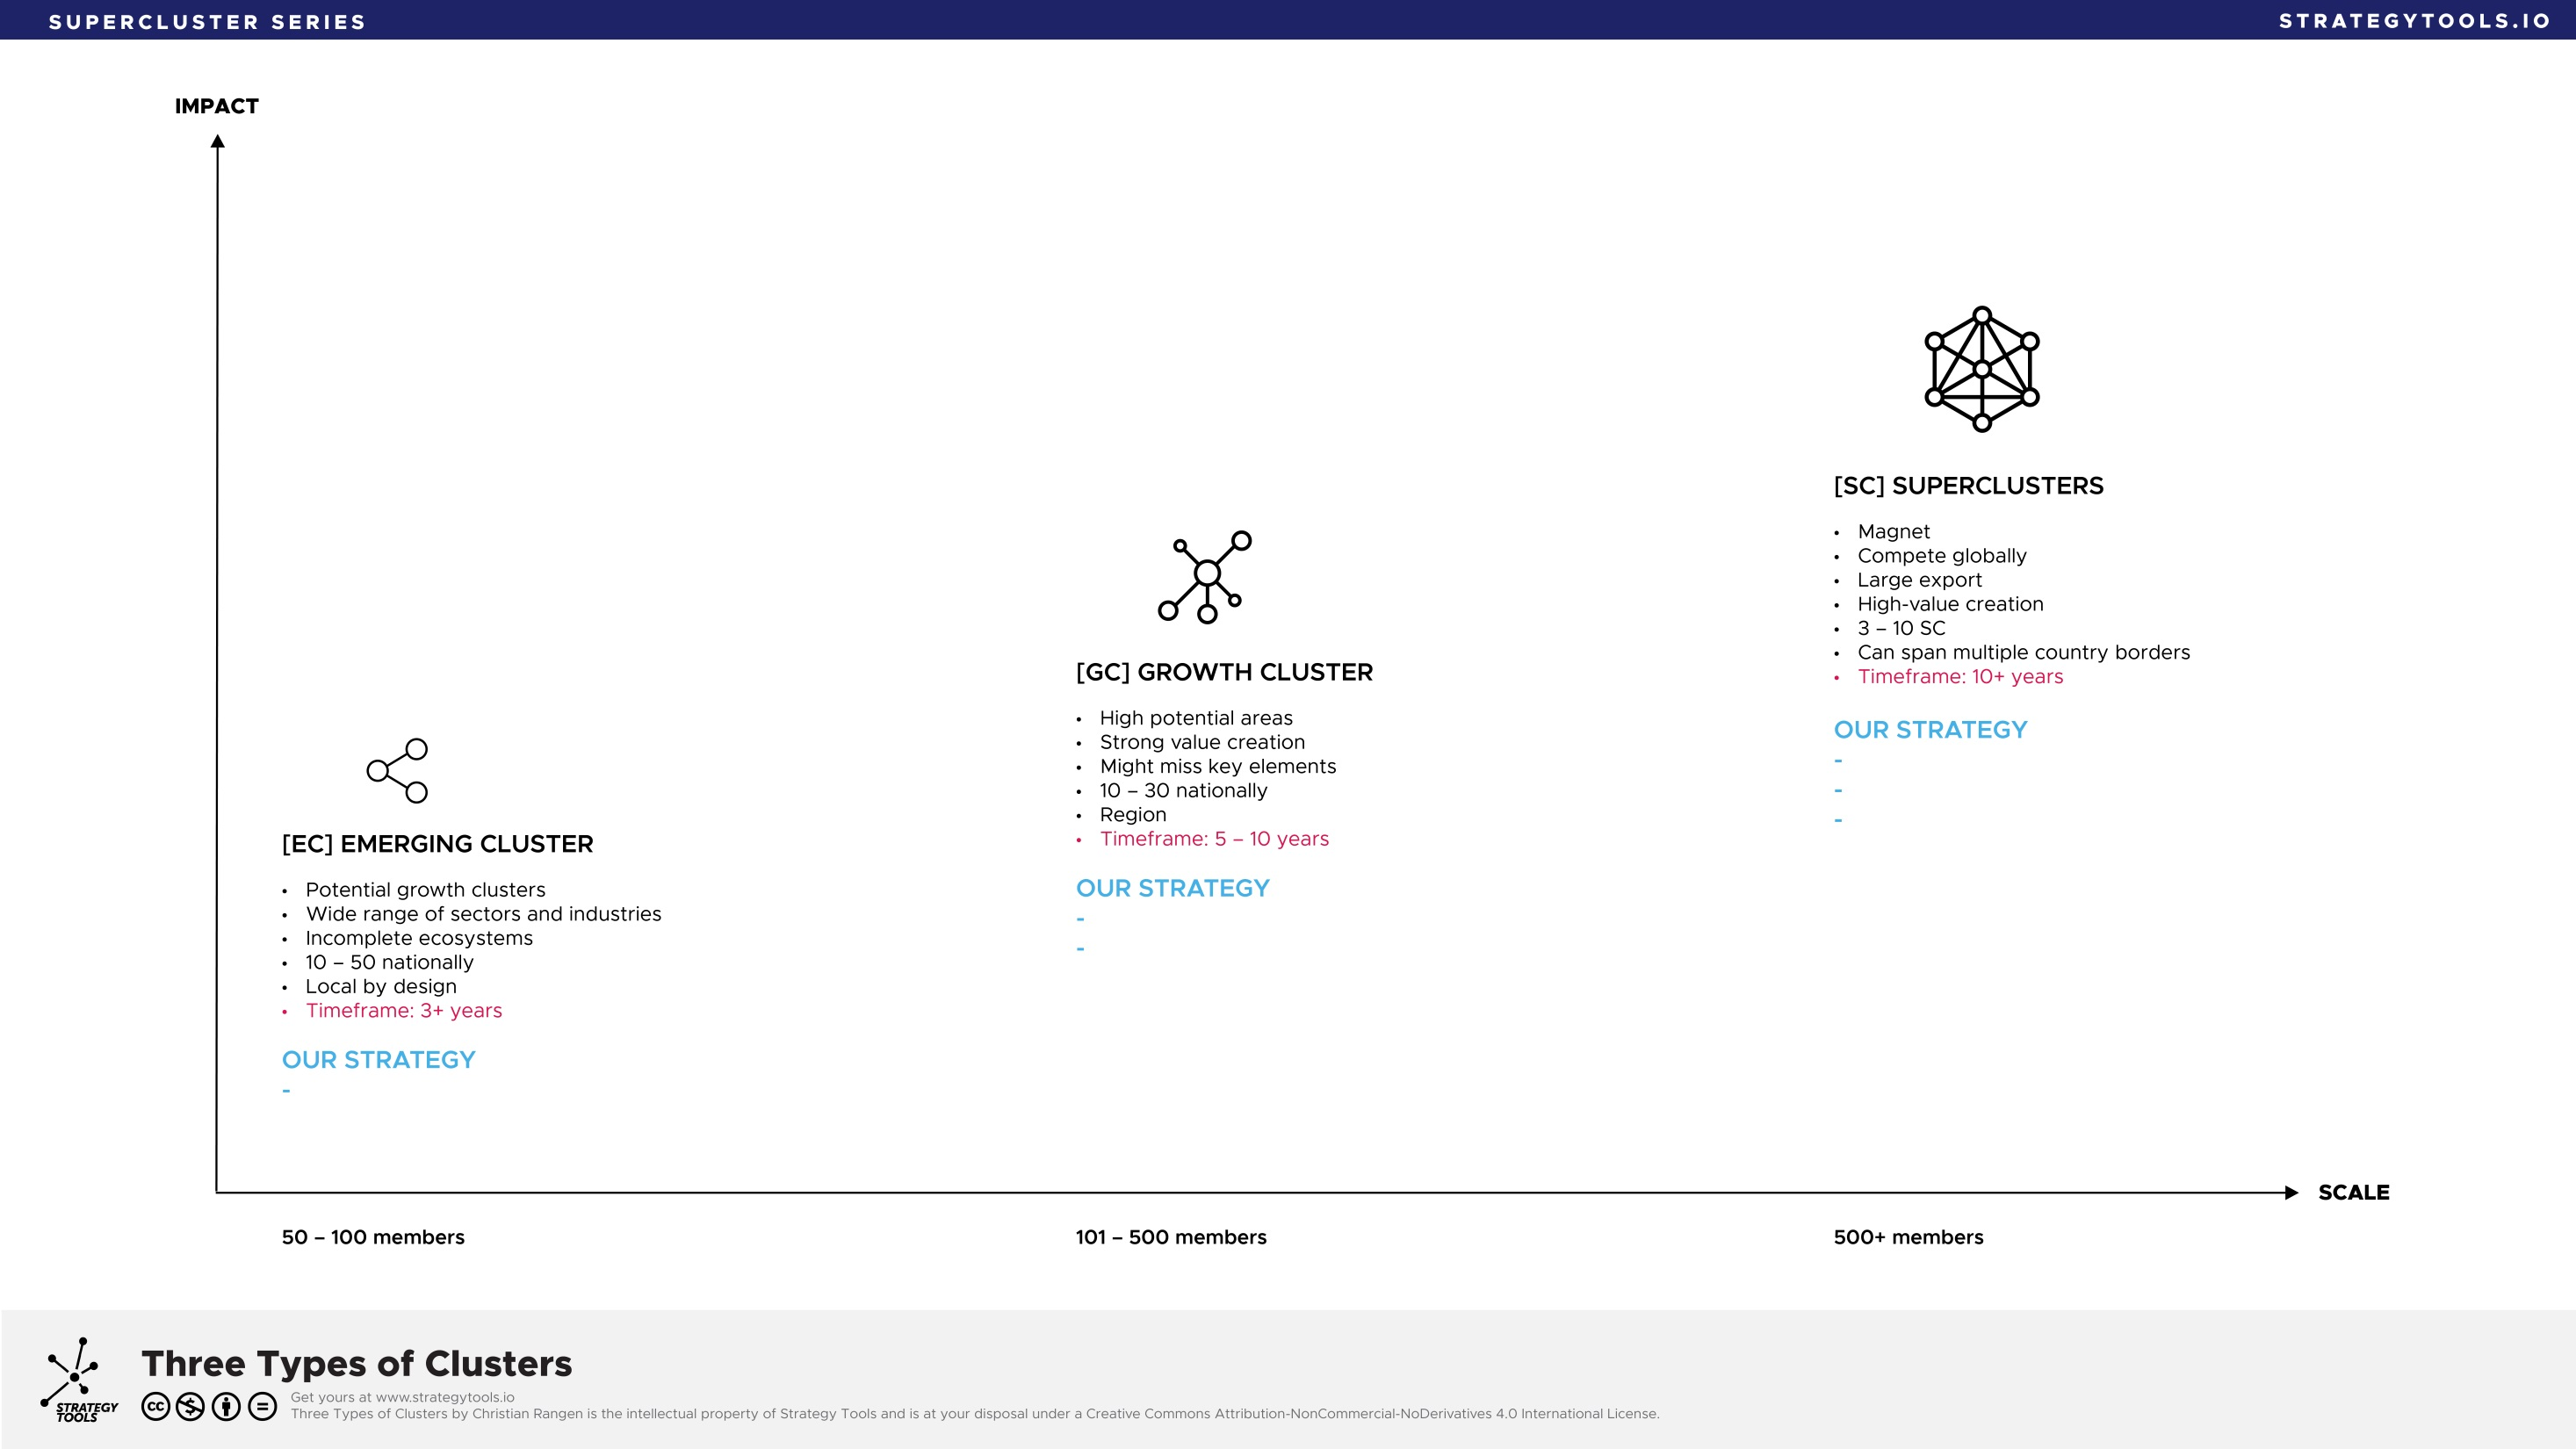 SUPERCLUSTER SERIES
STRATEGYTOOLS.IO
IMPACT
[SC] SUPERCLUSTERS
• Magnet
• Compete globally
• Large export
• High-value creation
• 3 – 10 SC
• Can span multiple country borders
• Timeframe: 10+ years
OUR STRATEGY
-
-
-
[GC] GROWTH CLUSTER
• High potential areas
• Strong value creation
• Might miss key elements
• 10 – 30 nationally
• Region
• Timeframe: 5 – 10 years
OUR STRATEGY
-
-
[EC] EMERGING CLUSTER
• Potential growth clusters
• Wide range of sectors and industries
• Incomplete ecosystems
• 10 – 50 nationally
• Local by design
• Timeframe: 3+ years
OUR STRATEGY
-
SCALE
50 – 100 members
101 – 500 members
500+ members
STRATEGY
TOOLS
Three Types of Clusters
cc $ =
Get yours at www.strategytools.io
Three Types of Clusters by Christian Rangen is the intellectual property of Strategy Tools and is at your disposal under a Creative Commons Attribution-NonCommercial-NoDerivatives 4.0 International License.